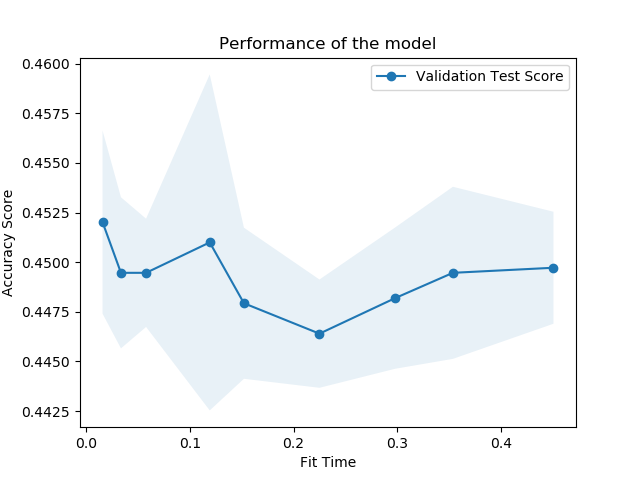 Performance of the model
Validation Test Score
0.4600
0.4575
0.4550
0.4525
0.4500
0.4475
0.4450
0.4425
Accuracy Score
0.0 0.1 0.2 0.3 0.4
Fit Time